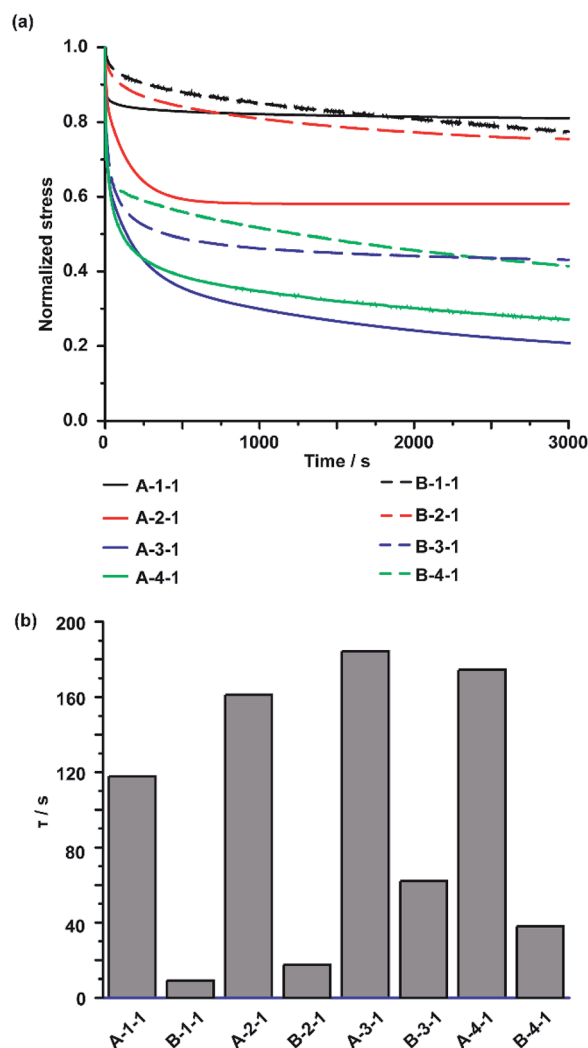 (a)
1.0
0.8
0.6
0.4
0.2
0.0
Normalized stress
0 1000 2000 3000
Time / s
A-1-1 B-1-1
A-2-1 B-2-1
A-3-1 B-3-1
A-4-1 B-4-1
(b)
200
160
120
80
40
0
τ / s
A-1-1 B-1-1 A-2-1 B-2-1 A-3-1 B-3-1 A-4-1 B-4-1